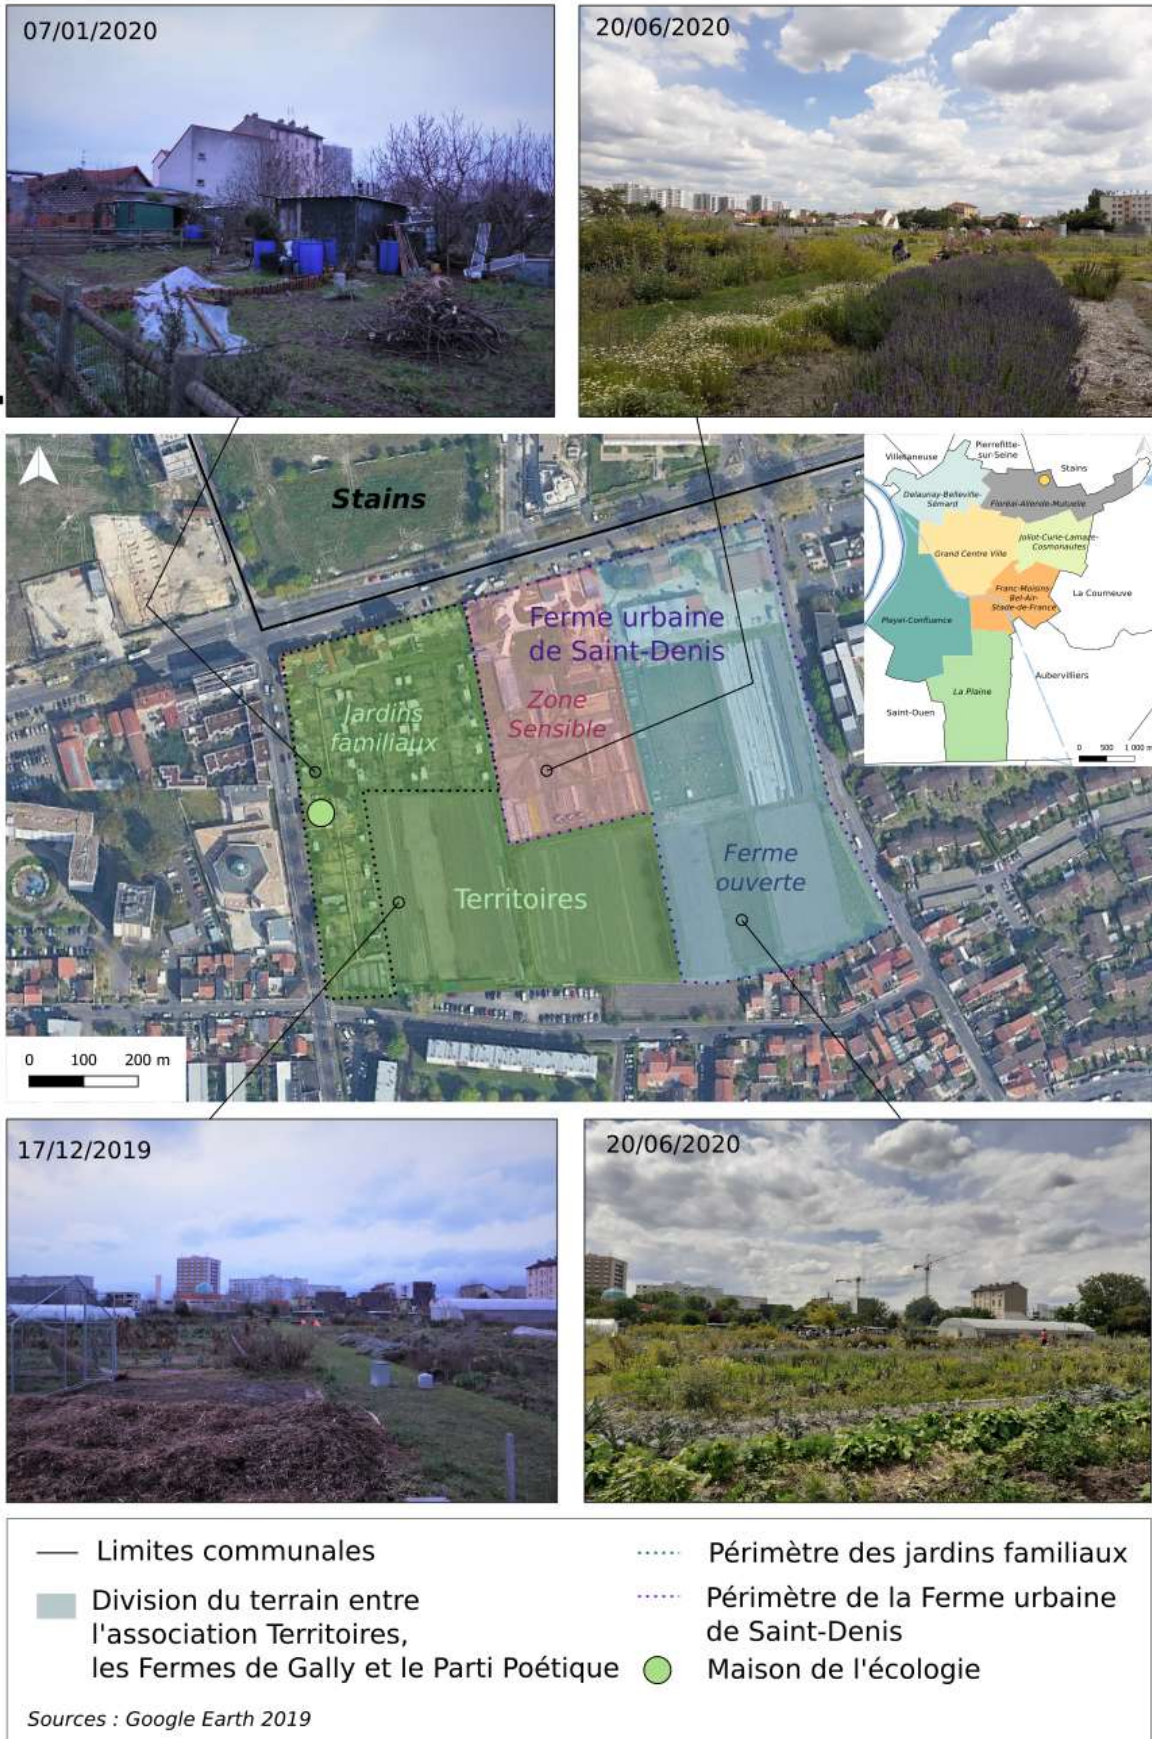 07/01/2020
20/06/2020
Stains
Ferme urbaine
de Saint-Denis
Zone
Sensible
Jardins
familiaux
Territoires
Ferme
ouverte
0 100 200 m
Villetaneuse
Pierrefitte-
sur-Seine
Stains
Delaunay-Belleville-
Sémard
Floréal-Allende-Mutuelle
Grand Centre Ville
Joliot-Curie-Lamaze-
Cosmonautes
Franc-Moisins-
Bel-Air-
Stade-de-France
La Courneuve
Pleyel-Confluence
Aubervilliers
La Plaine
Saint-Ouen
0 500 1 000 m
17/12/2019
20/06/2020
Limites communales
Division du terrain entre
l'association Territoires,
les Fermes de Gally et le Parti Poétique
Périmètre des jardins familiaux
Périmètre de la Ferme urbaine
de Saint-Denis
Maison de l'écologie
Sources : Google Earth 2019